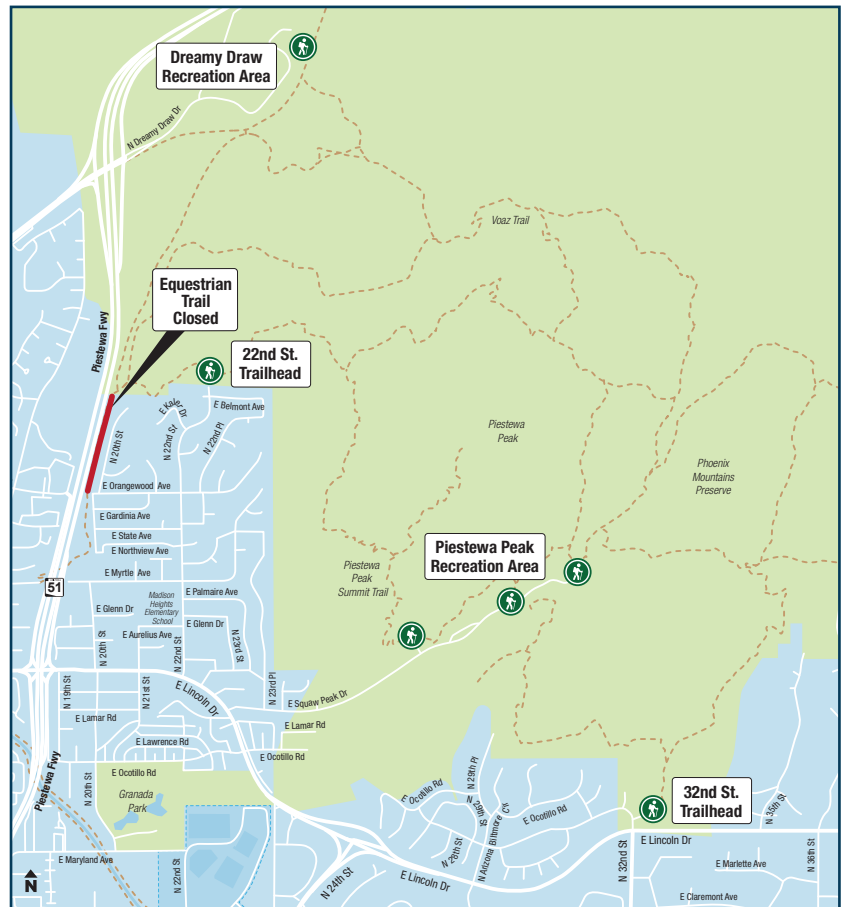 Dreamy Draw
Recreation Area
N Dreamy Draw Dr
Voaz Trail
Equestrian
Trail
Closed
Piestewa Fwy
22nd St.
Trailhead
E Kaler Dr
E Belmont Ave
N 20th St
N 22nd St
N 22nd Pl
Piestewa
Peak
Phoenix
Mountains
Preserve
E Orangewood Ave
E Gardinia Ave
E State Ave
E Northview Ave
E Myrtle Ave
Piestewa Peak
Recreation Area
Piestewa
Peak
Summit Trail
51
Madison
Heights
Elementary
School
E Palmaire Ave
E Glenn Dr
E Glenn Dr
E Aurelius Ave
N 20th St
N 22nd St
N 23rd St
N 19th St
N 21st St
E Lincoln Dr
N 23rd Pl
E Squaw Peak Dr
E Lamar Rd
E Lamar Rd
E Lawrence Rd
E Ocotillo Rd
E Ocotillo Rd
Piestewa Fwy
N 20th St
Granada
Park
E Ocotillo Rd
N 29th Pl
N 29th St
N Arizona Biltmore Cir
E Ocotillo Rd
32nd St.
Trailhead
N 35th St
E Maryland Ave
N 22nd St
N 24th St
N 28th St
E Lincoln Dr
N 32nd St
E Lincoln Dr
N 36th St
E Marlette Ave
E Claremont Ave
N